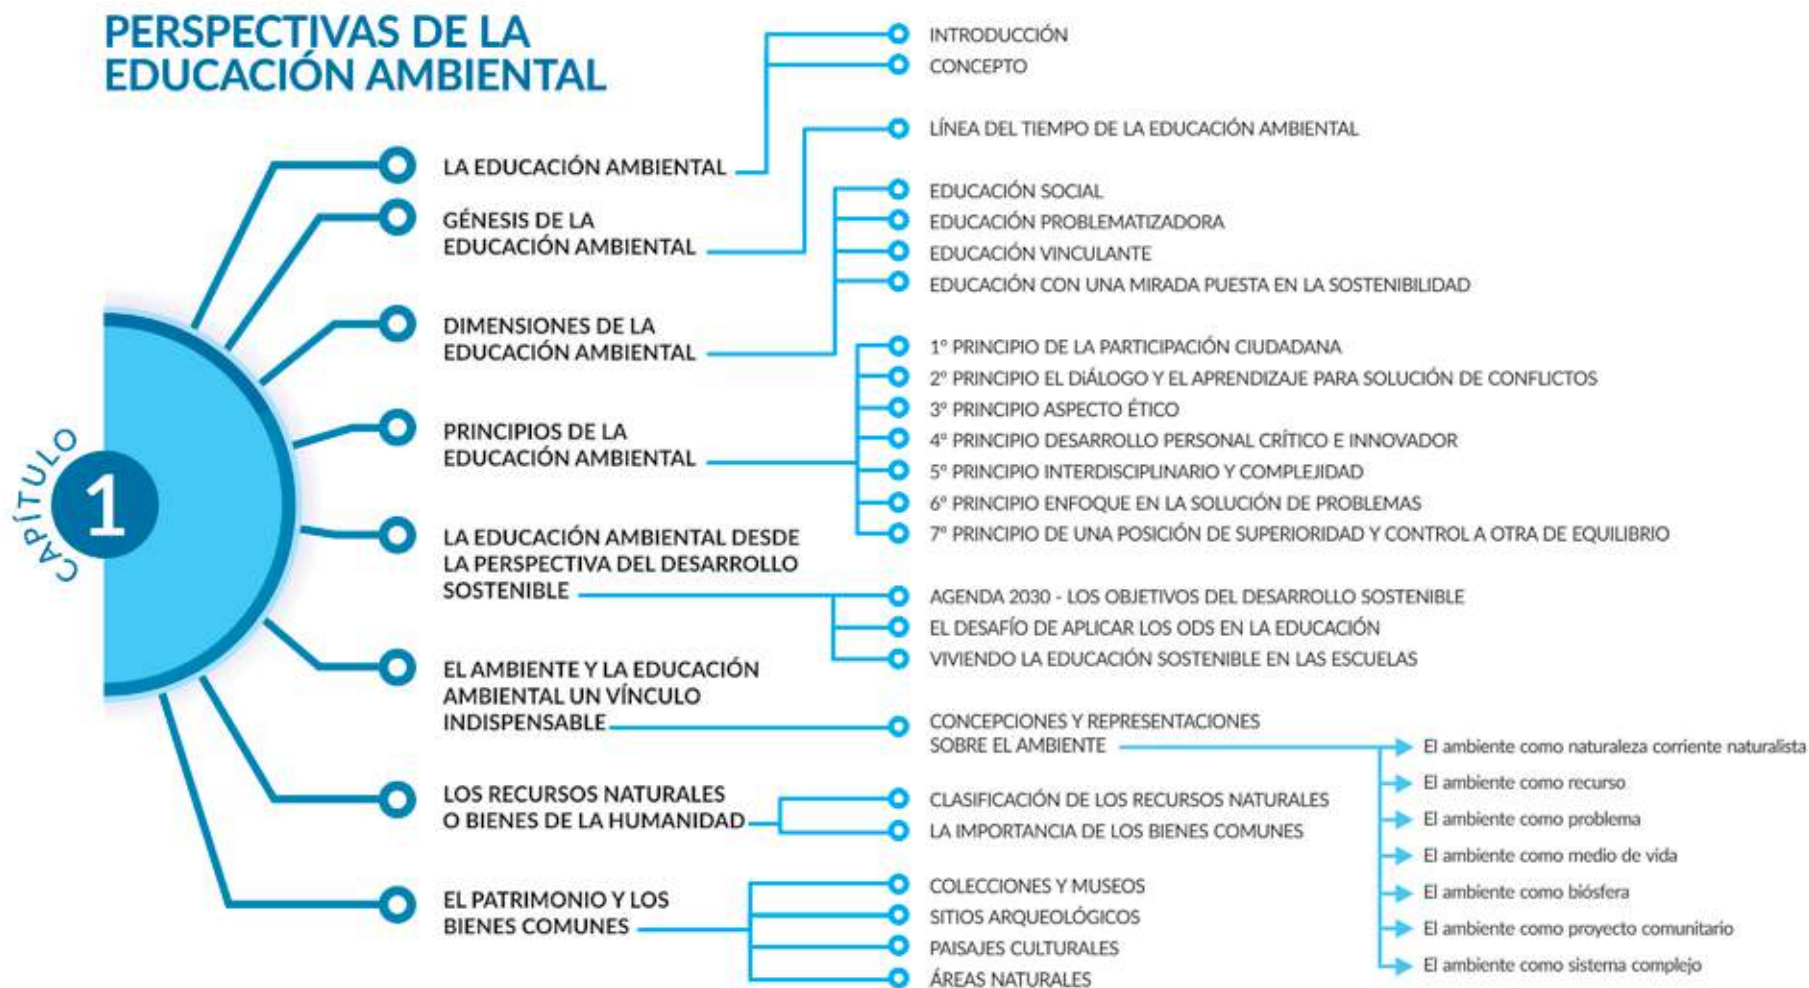 PERSPECTIVAS DE LA
EDUCACIÓN AMBIENTAL
CAPÍTULO
1
LA EDUCACIÓN AMBIENTAL
INTRODUCCIÓN
CONCEPTO
GÉNESIS DE LA
EDUCACIÓN AMBIENTAL
LÍNEA DEL TIEMPO DE LA EDUCACIÓN AMBIENTAL
DIMENSIONES DE LA
EDUCACIÓN AMBIENTAL
EDUCACIÓN SOCIAL
EDUCACIÓN PROBLEMATIZADORA
EDUCACIÓN VINCULANTE
EDUCACIÓN CON UNA MIRADA PUESTA EN LA SOSTENIBILIDAD
PRINCIPIOS DE LA
EDUCACIÓN AMBIENTAL
1º PRINCIPIO DE LA PARTICIPACIÓN CIUDADANA
2º PRINCIPIO EL DiÁLOGO Y EL APRENDIZAJE PARA SOLUCIÓN DE CONFLICTOS
3º PRINCIPIO ASPECTO ÉTICO
4º PRINCIPIO DESARROLLO PERSONAL CRÍTICO E INNOVADOR
5º PRINCIPIO INTERDISCIPLINARIO Y COMPLEJIDAD
6º PRINCIPIO ENFOQUE EN LA SOLUCIÓN DE PROBLEMAS
7º PRINCIPIO DE UNA POSICIÓN DE SUPERIORIDAD Y CONTROL A OTRA DE EQUILIBRIO
LA EDUCACIÓN AMBIENTAL DESDE
LA PERSPECTIVA DEL DESARROLLO
SOSTENIBLE
AGENDA 2030 - LOS OBJETIVOS DEL DESARROLLO SOSTENIBLE
EL DESAFÍO DE APLICAR LOS ODS EN LA EDUCACIÓN
VIVIENDO LA EDUCACIÓN SOSTENIBLE EN LAS ESCUELAS
EL AMBIENTE Y LA EDUCACIÓN
AMBIENTAL UN VÍNCULO
INDISPENSABLE
CONCEPCIONES Y REPRESENTACIONES
SOBRE EL AMBIENTE
El ambiente como naturaleza corriente naturalista
El ambiente como recurso
El ambiente como problema
El ambiente como medio de vida
El ambiente como biósfera
El ambiente como proyecto comunitario
El ambiente como sistema complejo
LOS RECURSOS NATURALES
O BIENES DE LA HUMANIDAD
CLASIFICACIÓN DE LOS RECURSOS NATURALES
LA IMPORTANCIA DE LOS BIENES COMUNES
EL PATRIMONIO Y LOS
BIENES COMUNES
COLECCIONES Y MUSEOS
SITIOS ARQUEOLÓGICOS
PAISAJES CULTURALES
ÁREAS NATURALES